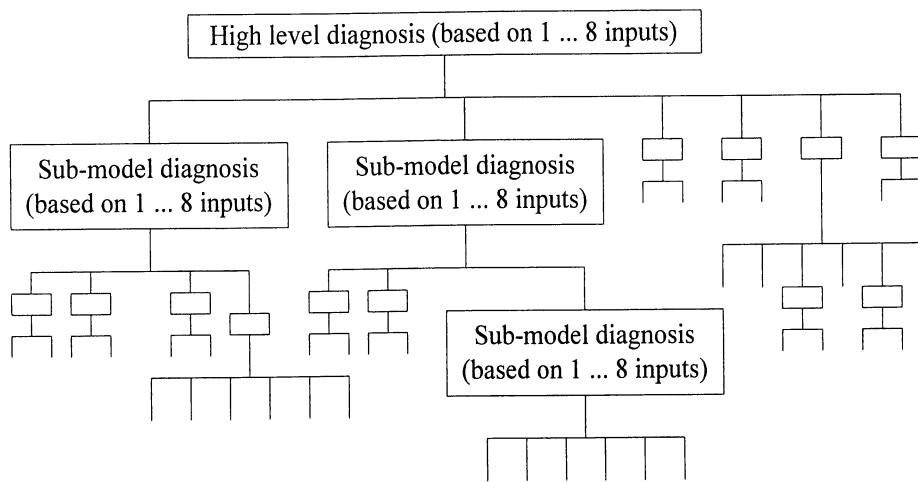 High level diagnosis (based on 1 ... 8 inputs)
Sub-model diagnosis
(based on 1 ... 8 inputs)
Sub-model diagnosis
(based on 1 ... 8 inputs)
Sub-model diagnosis
(based on 1 ... 8 inputs)